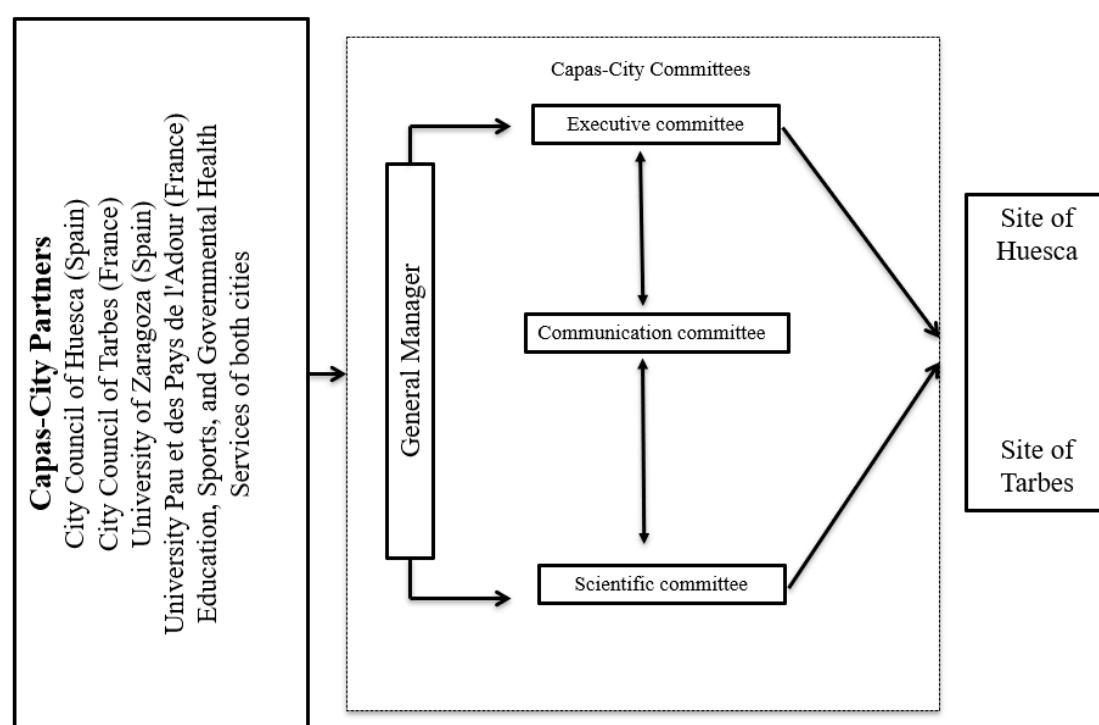 Capas-City Partners
City Council of Huesca (Spain)
City Council of Tarbes (France)
University of Zaragoza (Spain)
University Pau et des Pays de l'Adour (France)
Education, Sports, and Governmental Health
Services of both cities
General Manager
Capas-City Committees
Executive committee
Communication committee
Scientific committee
Site of
Huesca
Site of
Tarbes